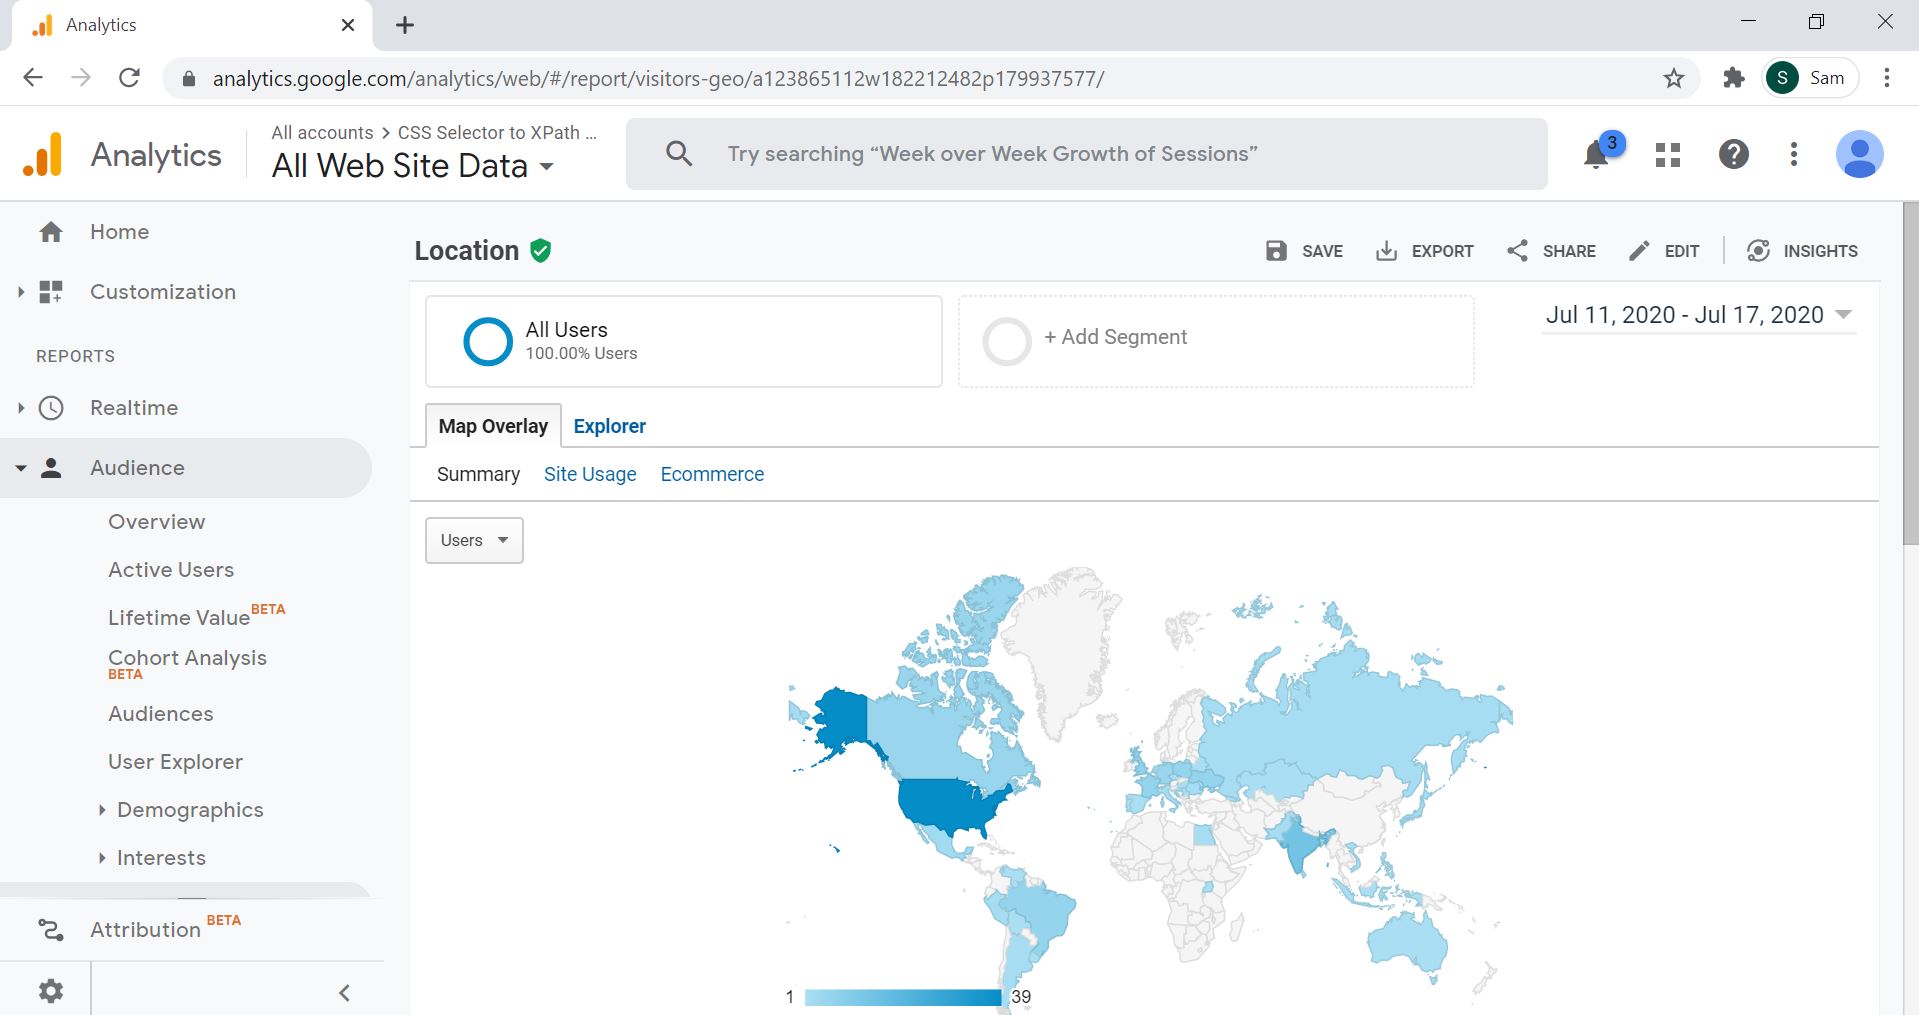 Analytics
analytics.google.com/analytics/web/#/report/visitors-geo/a123865112w182212482p179937577/
S Sam
Analytics
All accounts > CSS Selector to XPath ...
All Web Site Data
Try searching “Week over Week Growth of Sessions”
3
Home
Customization
REPORTS
Realtime
Audience
Overview
Active Users
Lifetime Value BETA
Cohort Analysis
BETA
Audiences
User Explorer
Demographics
Interests
Attribution BETA
Location
SAVE EXPORT SHARE EDIT INSIGHTS
All Users
100.00% Users
+ Add Segment
Jul 11, 2020 - Jul 17, 2020
Map Overlay Explorer
Summary Site Usage Ecommerce
Users
1 39